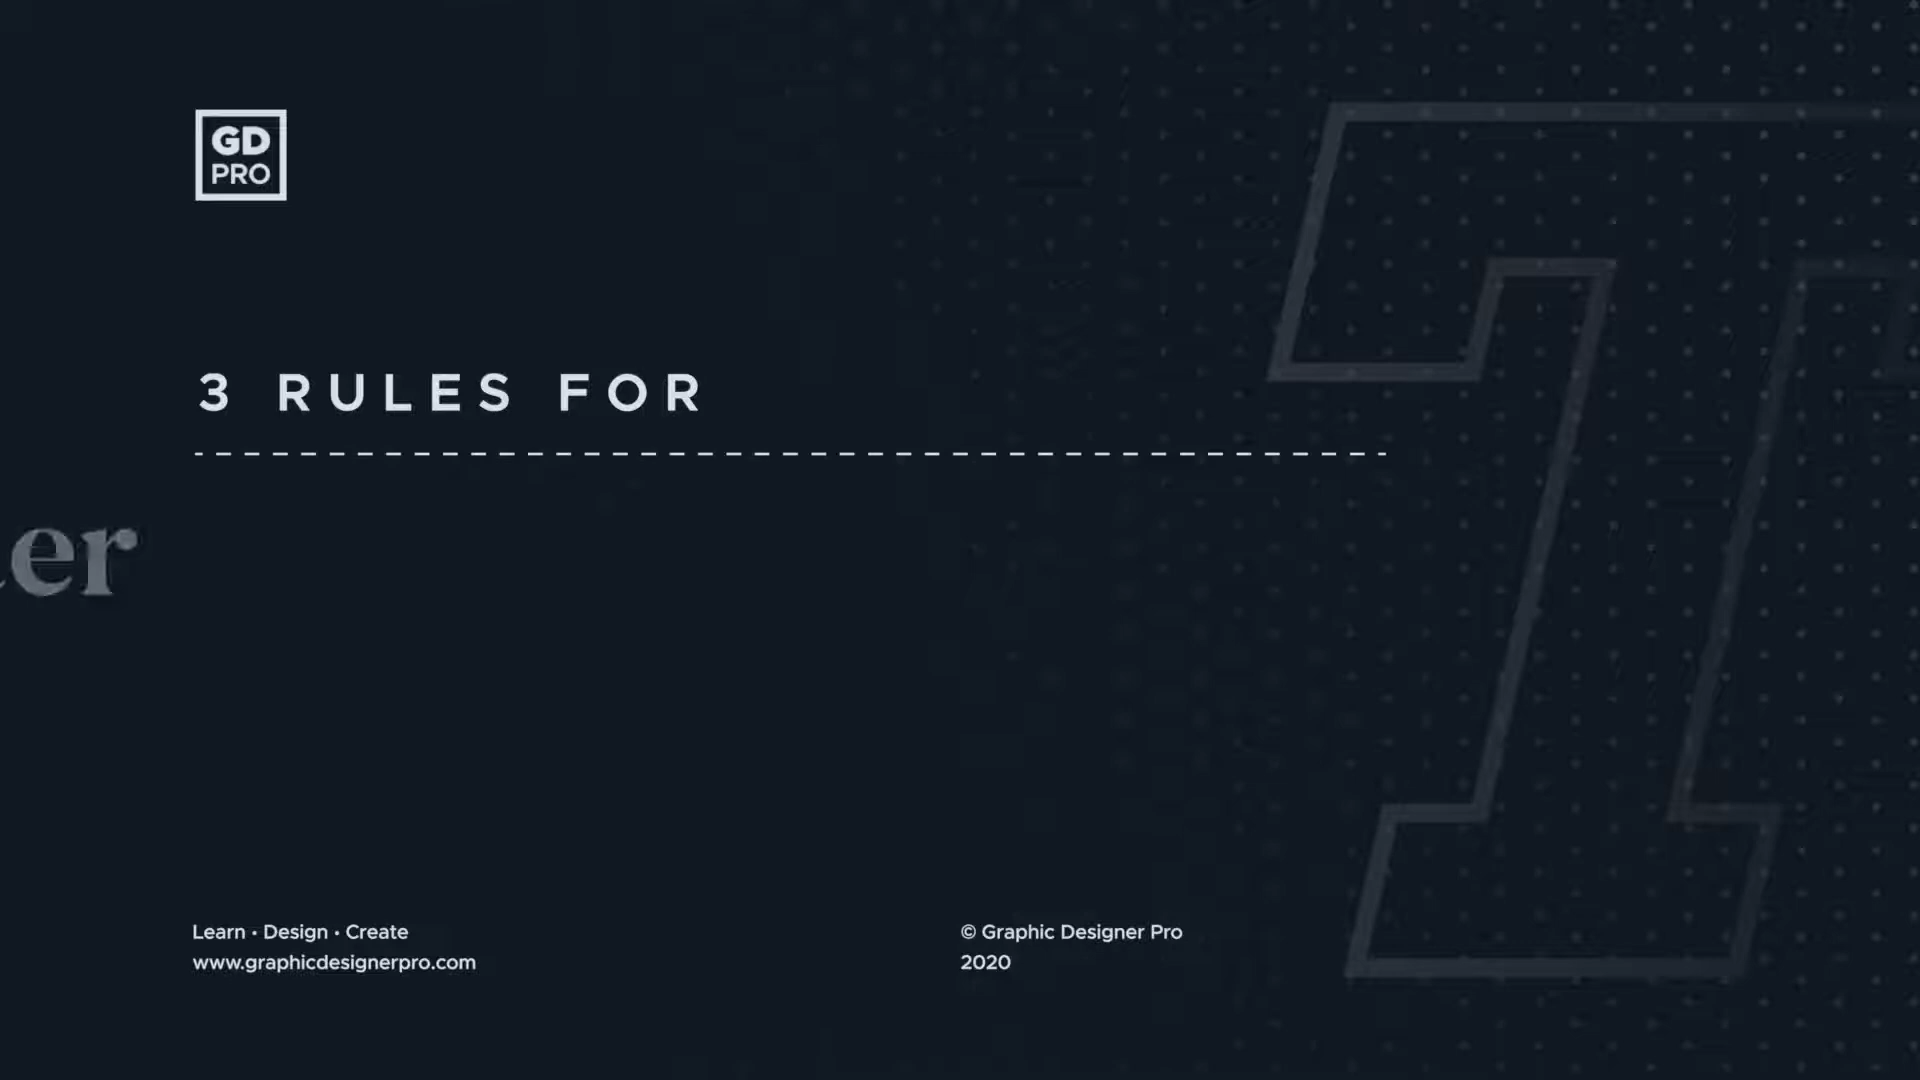 GD
PRO
3 RULES FOR
er
Learn • Design • Create
www.graphicdesignerpro.com
© Graphic Designer Pro
2020
T